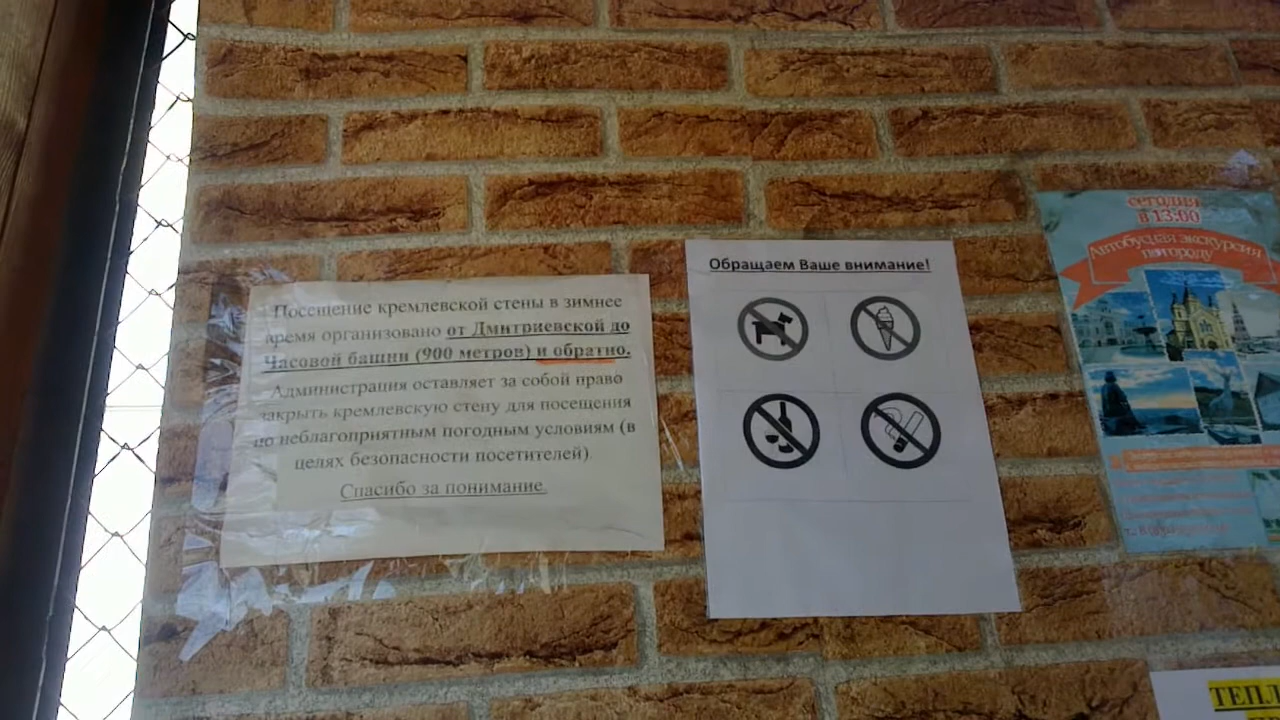 Посещение кремлевской стены в зимнее
время организовано от Дмитриевской до
Часовой башни (900 метров) и обратно.
Администрация оставляет за собой право
закрыть кремлевскую стену для посещения
по неблагоприятным погодным условиям (в
целях безопасности посетителей)
Спасибо за понимание.
Обращаем Ваше внимание!
сегодня
в 13:00
Автобусная экскурсия
по городу